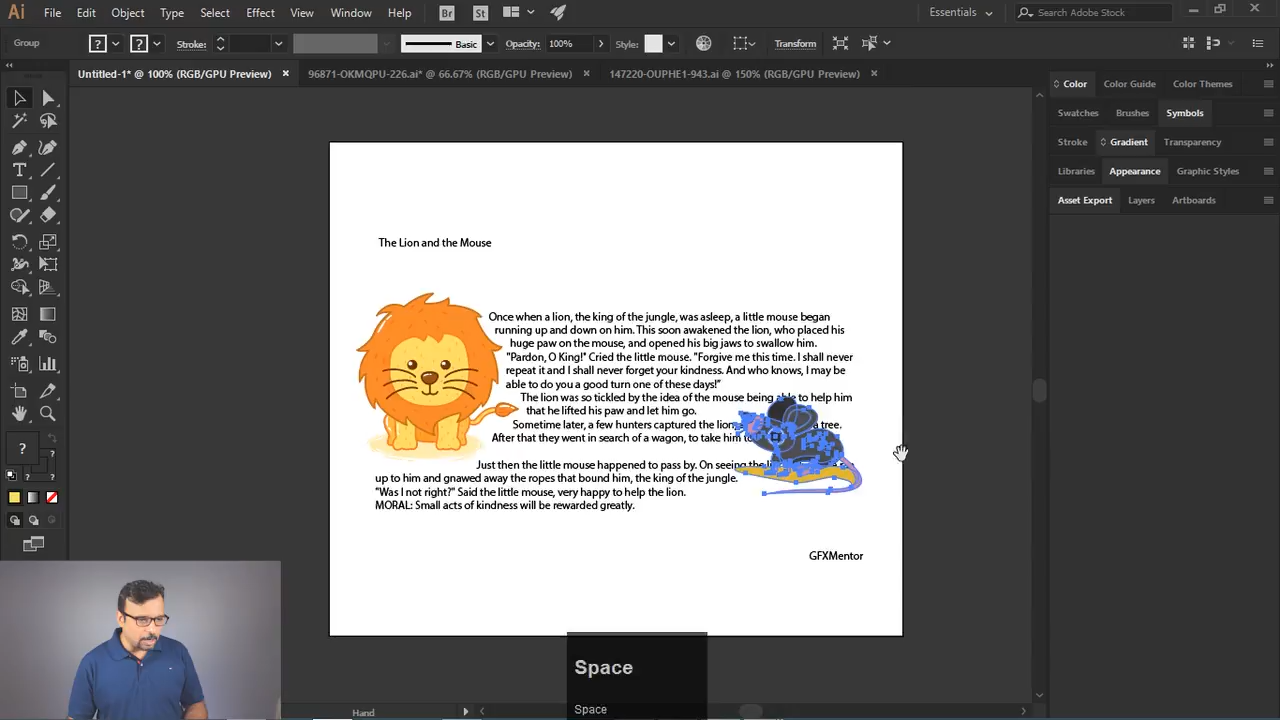 Ai File Edit Object Type Select Effect View Window Help Br St Essentials Search Adobe Stock
Group ? ? Stroke: Basic Opacity: 100% Style: Transform
Untitled-1* @ 100% (RGB/GPU Preview) × 96871-OKMQPU-226.ai* @ 66.67% (RGB/GPU Preview) × 147220-OUPHE1-943.ai @ 150% (RGB/GPU Preview) ×
Color Color Guide Color Themes
Swatches Brushes Symbols
Stroke Gradient Transparency
Libraries Appearance Graphic Styles
Asset Export Layers Artboards
The Lion and the Mouse
Once when a lion, the king of the jungle, was asleep, a little mouse began
running up and down on him. This soon awakened the lion, who placed his
huge paw on the mouse, and opened his big jaws to swallow him.
"Pardon, O King!" Cried the little mouse. "Forgive me this time. I shall never
repeat it and I shall never forget your kindness. And who knows, I may be
able to do you a good turn one of these days!"
The lion was so tickled by the idea of the mouse being able to help him
that he lifted his paw and let him go.
Sometime later, a few hunters captured the lion, a tree.
After that they went in search of a wagon, to take him to
Just then the little mouse happened to pass by. On seeing the
up to him and gnawed away the ropes that bound him, the king of the jungle.
"Was I not right?" Said the little mouse, very happy to help the lion.
MORAL: Small acts of kindness will be rewarded greatly.
GFXMentor
Space
Space
Hand